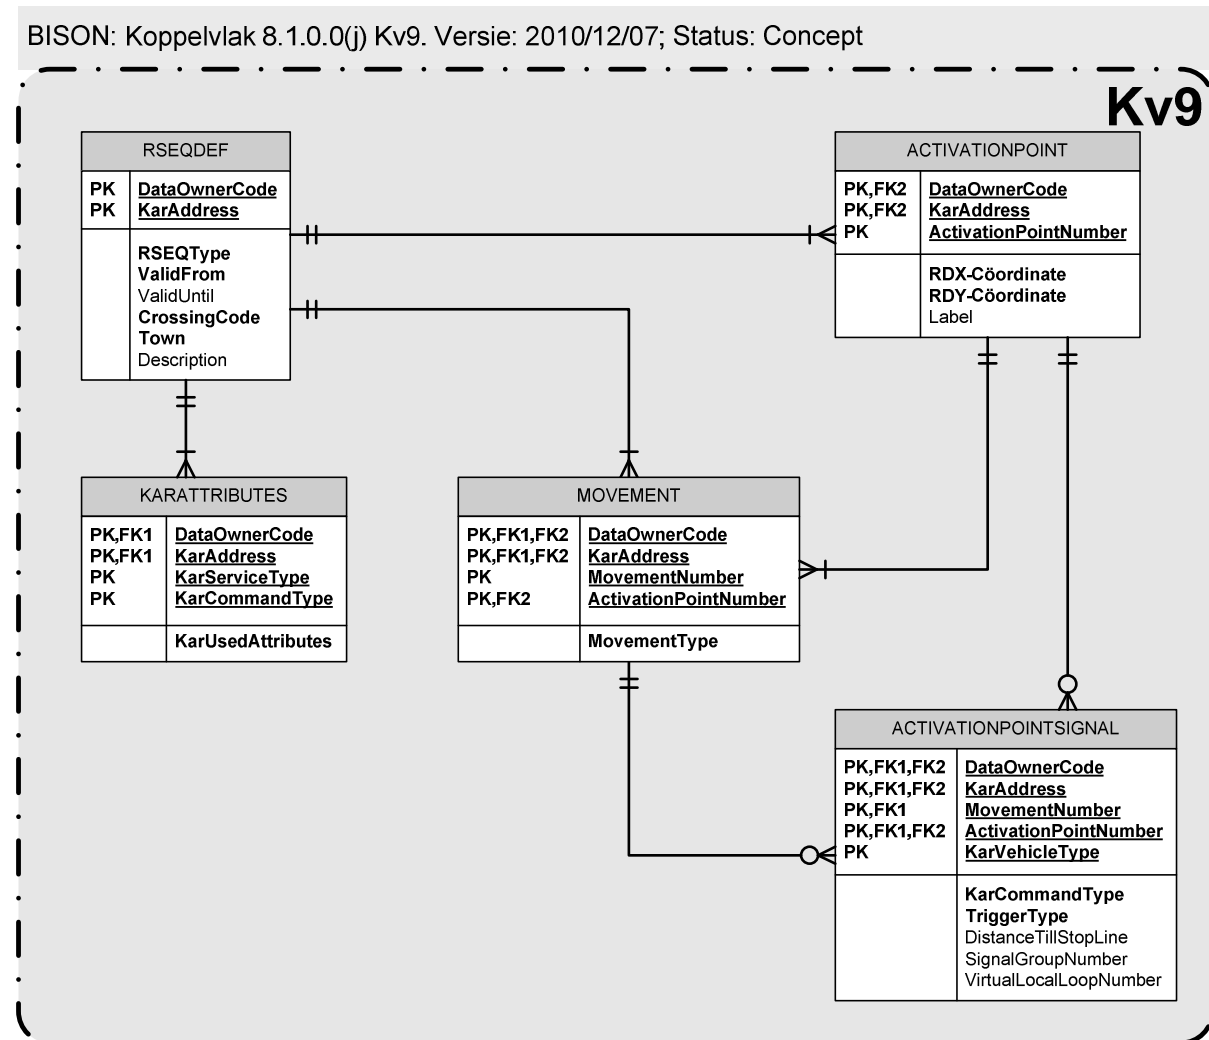 BISON: Koppelvlak 8.1.0.0(j) Kv9. Versie: 2010/12/07; Status: Concept
Kv9
RSEQDEF
PK DataOwnerCode
PK KarAddress
RSEQType
ValidFrom
ValidUntil
CrossingCode
Town
Description
ACTIVATIONPOINT
PK,FK2 DataOwnerCode
PK,FK2 KarAddress
PK ActivationPointNumber
RDX-Cöordinate
RDY-Cöordinate
Label
KARATTRIBUTES
PK,FK1 DataOwnerCode
PK,FK1 KarAddress
PK KarServiceType
PK KarCommandType
KarUsedAttributes
MOVEMENT
PK,FK1,FK2 DataOwnerCode
PK,FK1,FK2 KarAddress
PK MovementNumber
PK,FK2 ActivationPointNumber
MovementType
ACTIVATIONPOINTSIGNAL
PK,FK1,FK2 DataOwnerCode
PK,FK1,FK2 KarAddress
PK,FK1 MovementNumber
PK,FK1,FK2 ActivationPointNumber
PK KarVehicleType
KarCommandType
TriggerType
DistanceTillStopLine
SignalGroupNumber
VirtualLocalLoopNumber